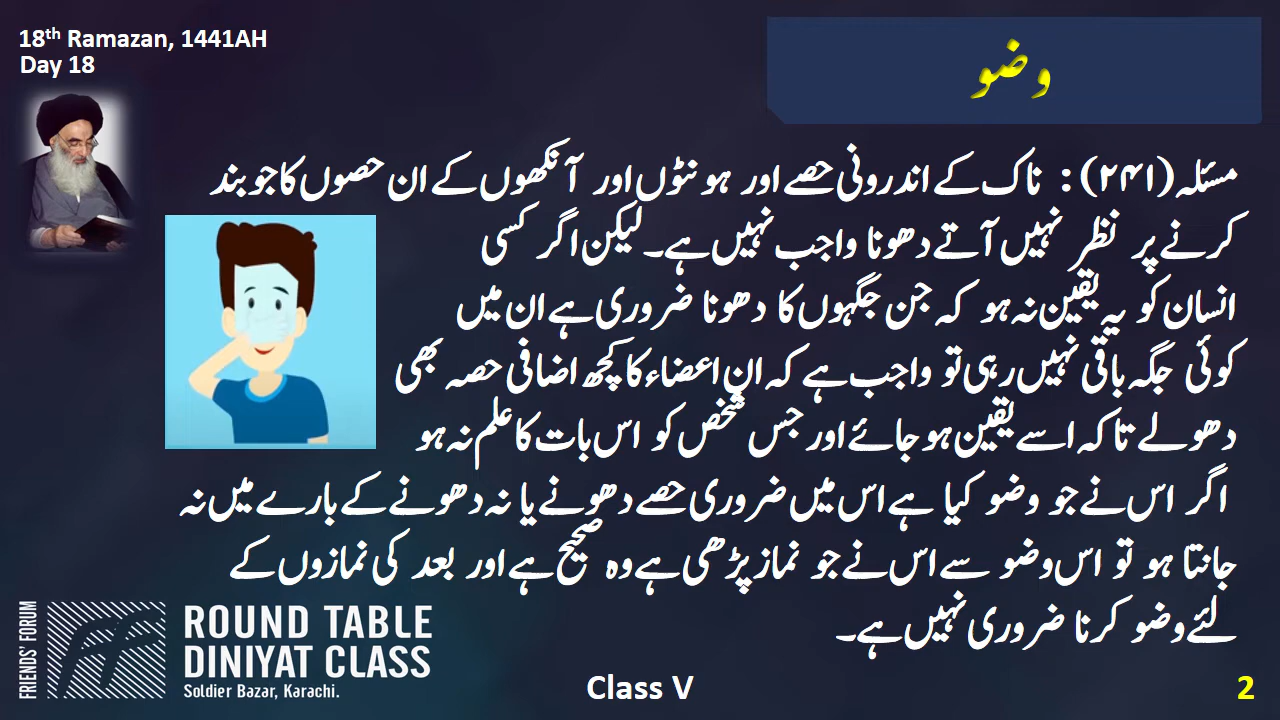 18th Ramazan, 1441AH
Day 18
وضو
مسئلہ (۲۴۱): ناک کے اندرونی حصے اور ہونٹوں اور آنکھوں کے ان حصوں کا جو بند
کرنے پر نظر نہیں آتے دھونا واجب نہیں ہے۔ لیکن اگر کسی
انسان کو یہ یقین نہ ہو کہ جن جگہوں کا دھونا ضروری ہے ان میں
کوئی جگہ باقی نہیں رہی تو واجب ہے کہ ان اعضاء کا کچھ اضافی حصہ بھی
دھولے تاکہ اسے یقین ہو جائے اور جس شخص کو اس بات کا علم نہ ہو
اگر اس نے جو وضو کیا ہے اس میں ضروری حصے دھونے یا نہ دھونے کے بارے میں نہ
جانتا ہو تو اس وضو سے اس نے جو نماز پڑھی ہے وہ صحیح ہے اور بعد کی نمازوں کے
لئے وضو کرنا ضروری نہیں ہے۔
FRIENDS' FORUM
ROUND TABLE
DINIYAT CLASS
Soldier Bazar, Karachi.
Class V
2